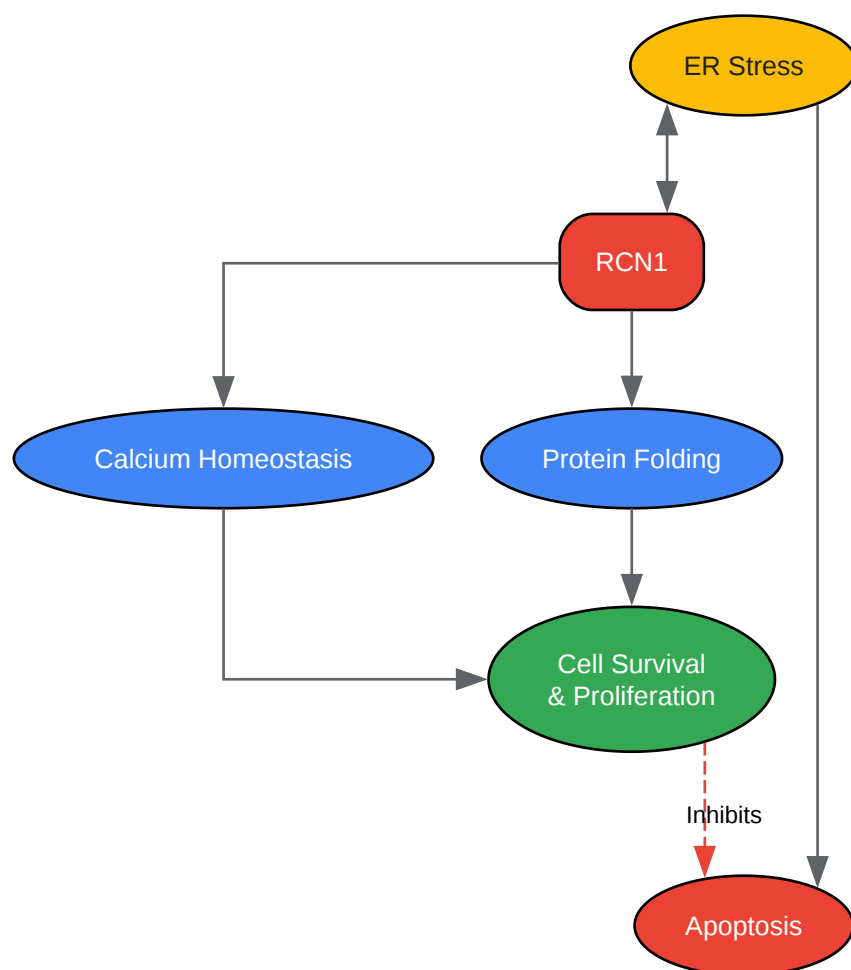 ER Stress
RCN1
Calcium Homeostasis
Protein Folding
Cell Survival
& Proliferation
Inhibits
Apoptosis